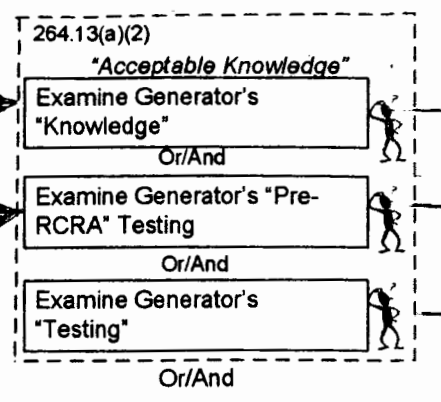 264.13(a)(2)
"Acceptable Knowledge"
Examine Generator's
"Knowledge"
Or/And
Examine Generator's "Pre-
RCRA" Testing
Or/And
Examine Generator's
"Testing"
Or/And